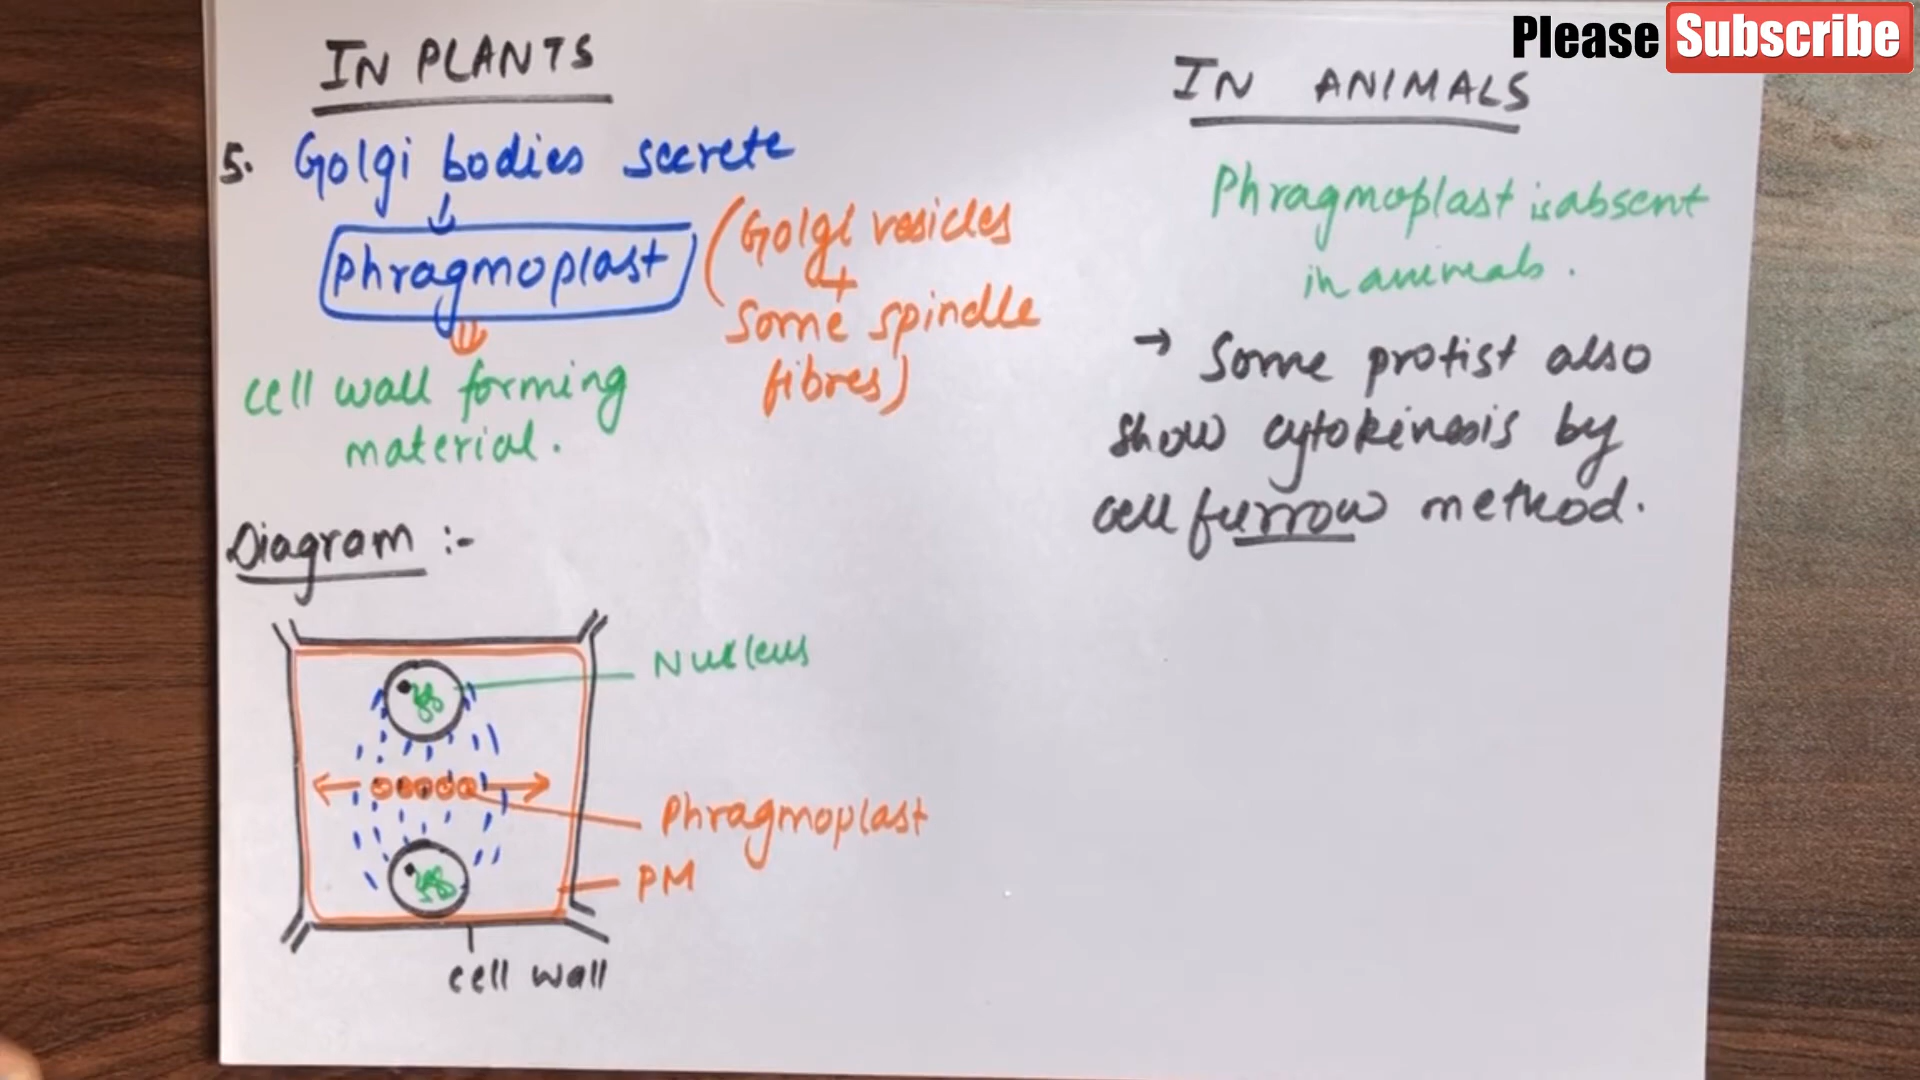 Please Subscribe
IN PLANTS
5. Golgi bodies secrete
Phragmoplast
(Golgi vesicles
+
Some spindle
fibres)
cell wall forming
material.
Diagram :-
Nucleus
Phragmoplast
PM
cell wall
IN ANIMALS
Phragmoplast is absent
in animals.
→ Some protist also
show cytokinesis by
cell furrow method.